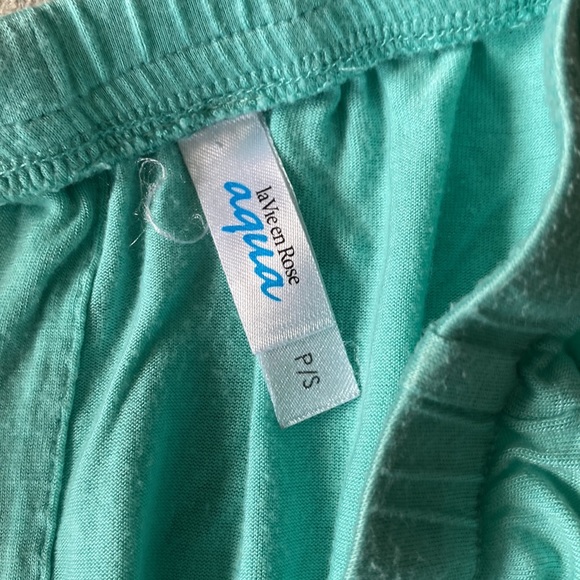 la Vie en Rose
aqua
P/S